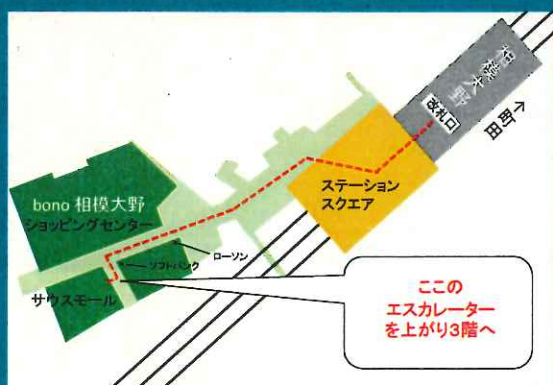 相模大野
改札口
↑町田
ステーション
スクエア
bono 相模大野
ショッピングセンター
ローソン
ソフトバンク
サウスモール
ここの
エスカレーター
を上がり3階へ